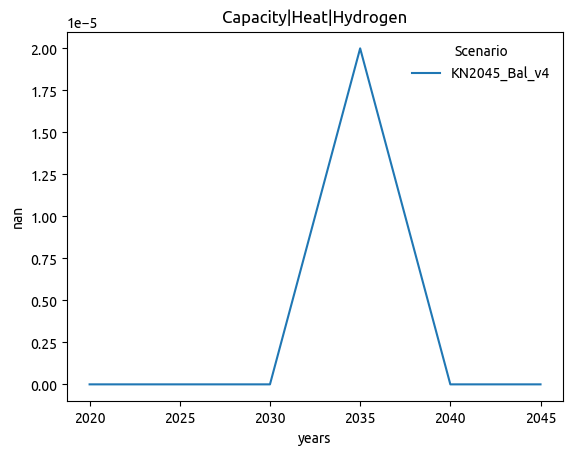 Capacity|Heat|Hydrogen
1e−5
2.00
1.75
1.50
1.25
1.00
0.75
0.50
0.25
0.00
nan
Scenario
KN2045_Bal_v4
2020 2025 2030 2035 2040 2045
years